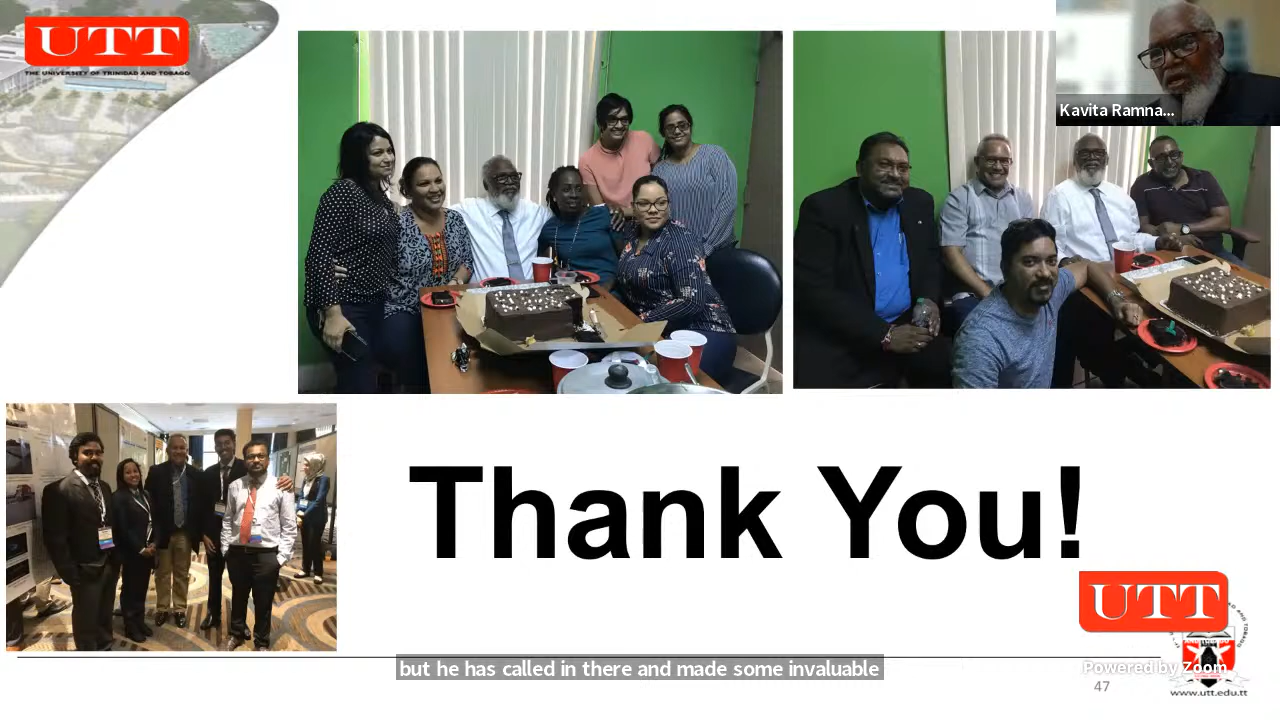 UTT
THE UNIVERSITY OF TRINIDAD AND TOBAGO
Kavita Ramna...
Thank You!
UTT
but he has called in there and made some invaluable
Powered by Zoom
47
www.utt.edu.tt